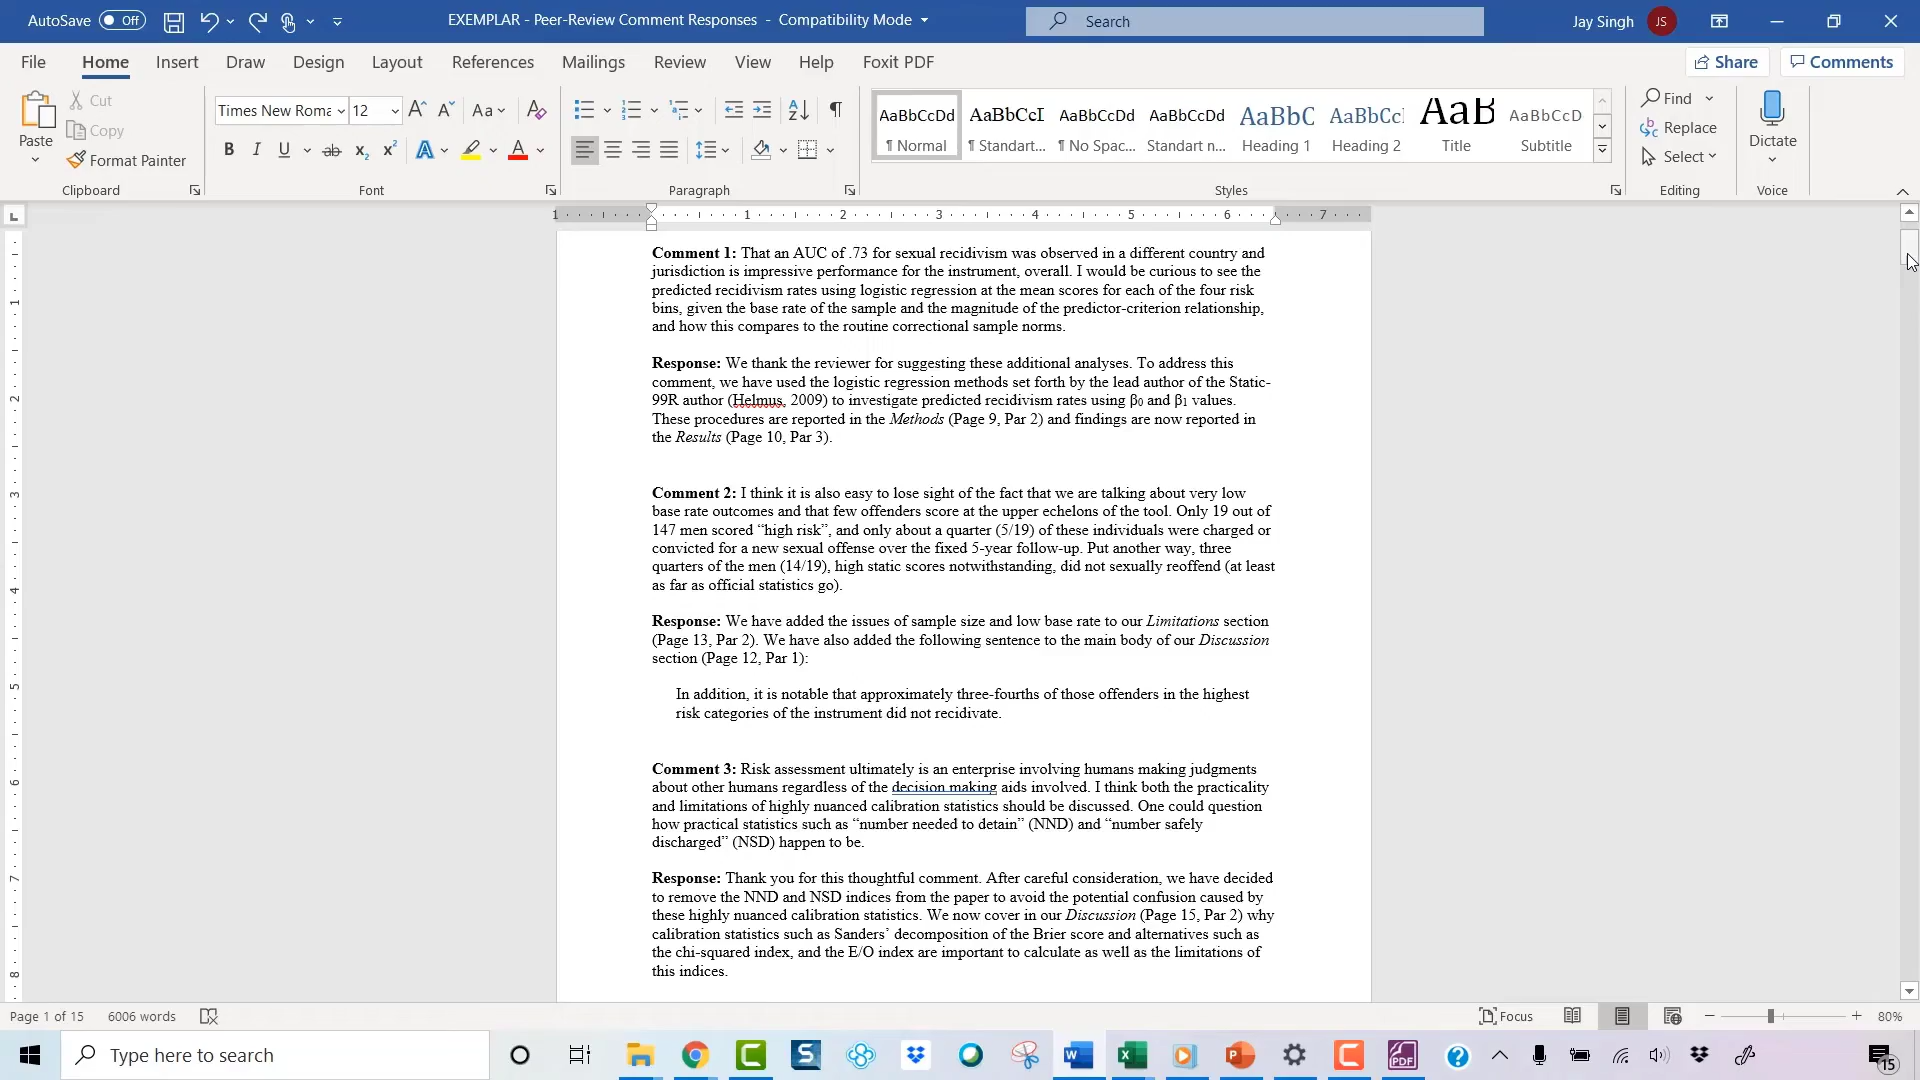 AutoSave Off EXEMPLAR - Peer-Review Comment Responses - Compatibility Mode Search Jay Singh JS
File Home Insert Draw Design Layout References Mailings Review View Help Foxit PDF Share Comments
Paste Cut Copy Format Painter Clipboard
Times New Roma 12 Aa B I U ab x₂ x² A A Font
Paragraph
AaBbCcDd AaBbCcI AaBbCcDd AaBbCcDd AaBbC AaBbCcI AaB AaBbCcD
¶ Normal ¶ Standart... ¶ No Spac... Standart n... Heading 1 Heading 2 Title Subtitle
Styles
Find Replace Select Editing
Dictate Voice
1 1 2 3 4 5 6 7
1
2
3
4
5
6
7
8
Comment 1: That an AUC of .73 for sexual recidivism was observed in a different country and
jurisdiction is impressive performance for the instrument, overall. I would be curious to see the
predicted recidivism rates using logistic regression at the mean scores for each of the four risk
bins, given the base rate of the sample and the magnitude of the predictor-criterion relationship,
and how this compares to the routine correctional sample norms.
Response: We thank the reviewer for suggesting these additional analyses. To address this
comment, we have used the logistic regression methods set forth by the lead author of the Static-
99R author (Helmus, 2009) to investigate predicted recidivism rates using β₀ and β₁ values.
These procedures are reported in the Methods (Page 9, Par 2) and findings are now reported in
the Results (Page 10, Par 3).
Comment 2: I think it is also easy to lose sight of the fact that we are talking about very low
base rate outcomes and that few offenders score at the upper echelons of the tool. Only 19 out of
147 men scored “high risk”, and only about a quarter (5/19) of these individuals were charged or
convicted for a new sexual offense over the fixed 5-year follow-up. Put another way, three
quarters of the men (14/19), high static scores notwithstanding, did not sexually reoffend (at least
as far as official statistics go).
Response: We have added the issues of sample size and low base rate to our Limitations section
(Page 13, Par 2). We have also added the following sentence to the main body of our Discussion
section (Page 12, Par 1):
In addition, it is notable that approximately three-fourths of those offenders in the highest
risk categories of the instrument did not recidivate.
Comment 3: Risk assessment ultimately is an enterprise involving humans making judgments
about other humans regardless of the decision making aids involved. I think both the practicality
and limitations of highly nuanced calibration statistics should be discussed. One could question
how practical statistics such as “number needed to detain” (NND) and “number safely
discharged” (NSD) happen to be.
Response: Thank you for this thoughtful comment. After careful consideration, we have decided
to remove the NND and NSD indices from the paper to avoid the potential confusion caused by
these highly nuanced calibration statistics. We now cover in our Discussion (Page 15, Par 2) why
calibration statistics such as Sanders’ decomposition of the Brier score and alternatives such as
the chi-squared index, and the E/O index are important to calculate as well as the limitations of
this indices.
Page 1 of 15 6006 words Focus 80%
Type here to search 15